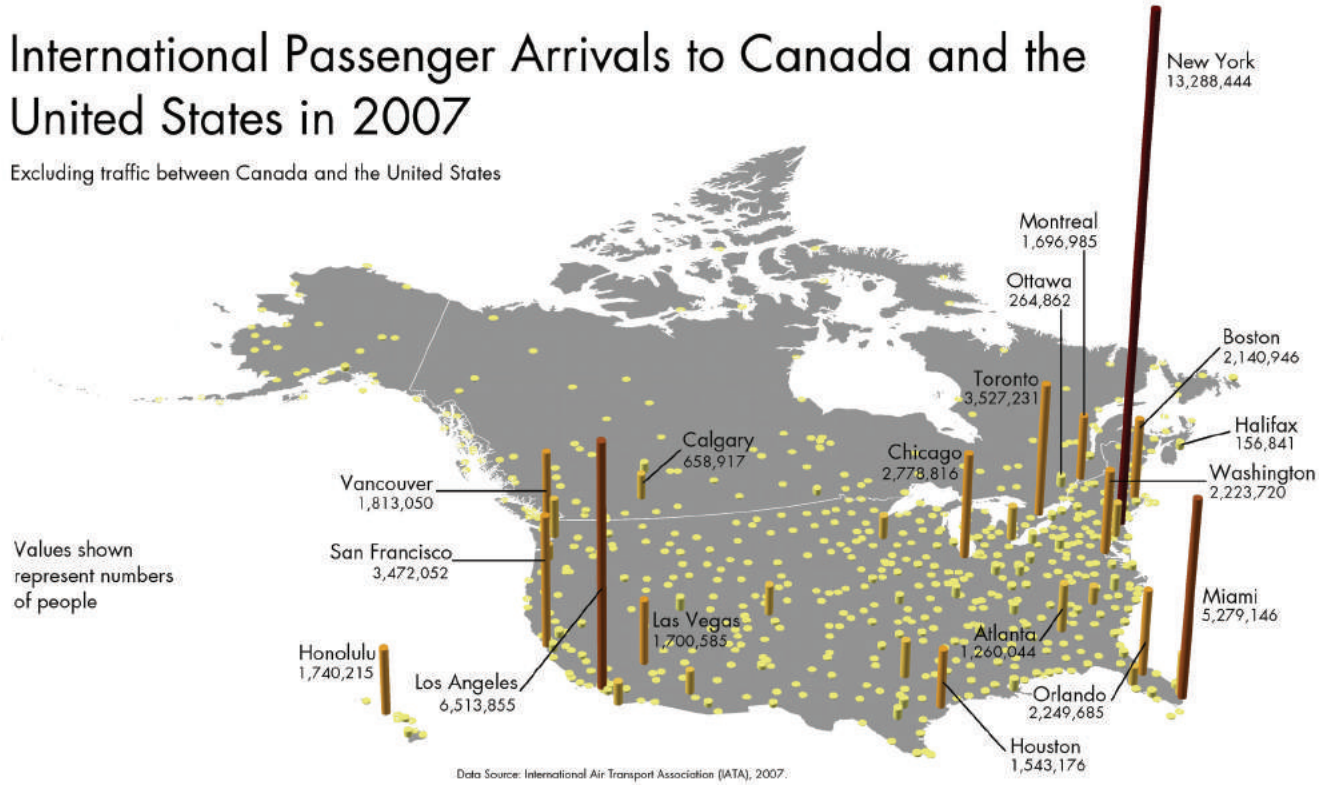 International Passenger Arrivals to Canada and the
United States in 2007
Excluding traffic between Canada and the United States
New York
13,288,444
Montreal
1,696,985
Ottawa
264,862
Boston
2,140,946
Toronto
3,527,231
Halifax
156,841
Calgary
658,917
Chicago
2,778,816
Washington
2,223,720
Vancouver
1,813,050
San Francisco
3,472,052
Values shown
represent numbers
of people
Miami
5,279,146
Las Vegas
1,700,585
Atlanta
1,260,044
Honolulu
1,740,215
Los Angeles
6,513,855
Orlando
2,249,685
Houston
1,543,176
Data Source: International Air Transport Association (IATA), 2007.